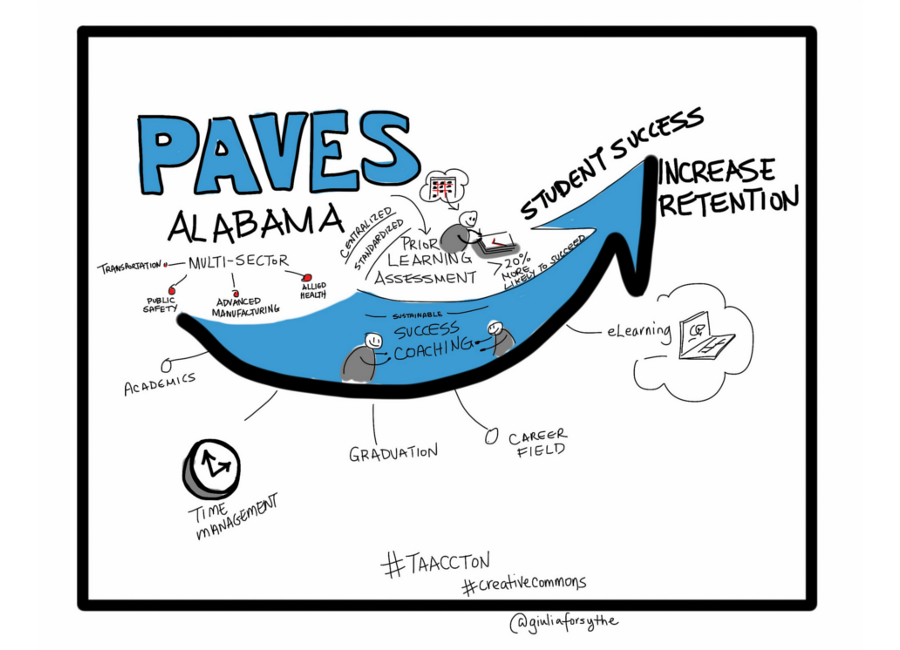 PAVES
ALABAMA
STUDENT SUCCESS
INCREASE
RETENTION
CENTRALIZED
STANDARDIZED
PRIOR
LEARNING
ASSESSMENT
>20%
MORE
LIKELY TO SUCCEED
MULTI-SECTOR
TRANSPORTATION
PUBLIC
SAFETY
ADVANCED
MANUFACTURING
ALLIED
HEALTH
SUSTAINABLE
SUCCESS
COACHING
ACADEMICS
TIME
MANAGEMENT
GRADUATION
CAREER
FIELD
eLearning
#TAACCTON
#creativecommons
@giuliaforsythe